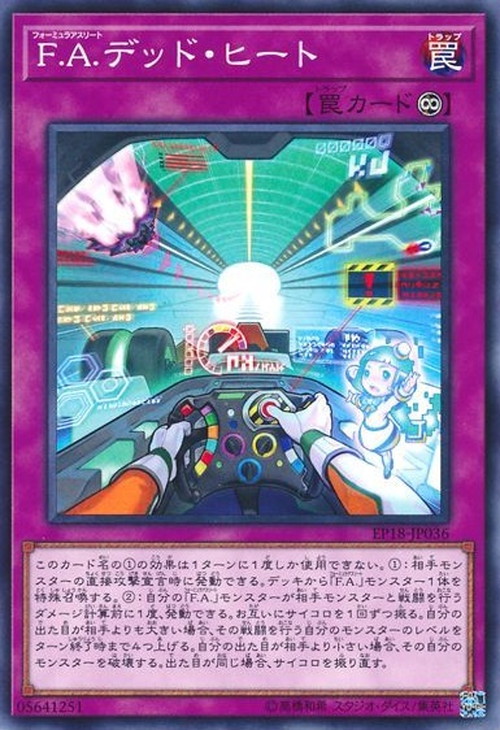 フォーミュラアスリート
F.A.デッド・ヒート
トラップ
罠
トラップ
【罠カード】
EP18-JP036
このカード名の①の効果は1ターンに1度しか使用できない。①：相手モン
スターの直接攻撃宣言時に発動できる。デッキから「F.A.」モンスター1体を
特殊召喚する。②：自分の「F.A.」モンスターが相手モンスターと戦闘を行う
ダメージ計算前に1度、発動できる。お互いにサイコロを1回ずつ振る。自分の
出た目が相手よりも大きい場合、その戦闘を行う自分のモンスターのレベルを
ターン終了時まで4つ上げる。自分の出た目が相手より小さい場合、その自分の
モンスターを破壊する。出た目が同じ場合、サイコロを振り直す。
05641251
©高橋和希 スタジオ・ダイス/集英社